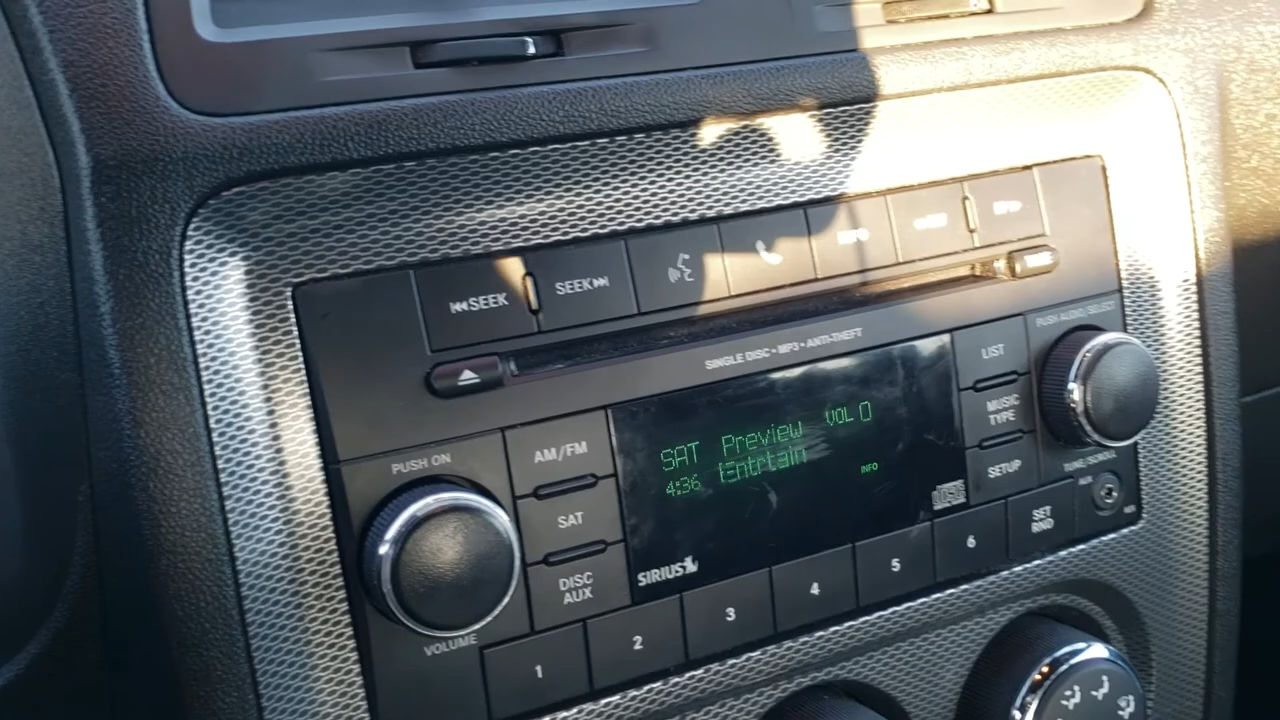 SEEK
SEEK
INFO
SINGLE DISC • MP3 • ANTI-THEFT
PUSH AUDIO/SELECT
LIST
MUSIC
TYPE
SETUP
TUNE/SCROLL
AUX
PUSH ON
VOLUME
AM/FM
SAT
DISC
AUX
SAT Preview VOL 0
4:36 Entrtain
INFO
SIRIUS
1
2
3
4
5
6
SET
RND